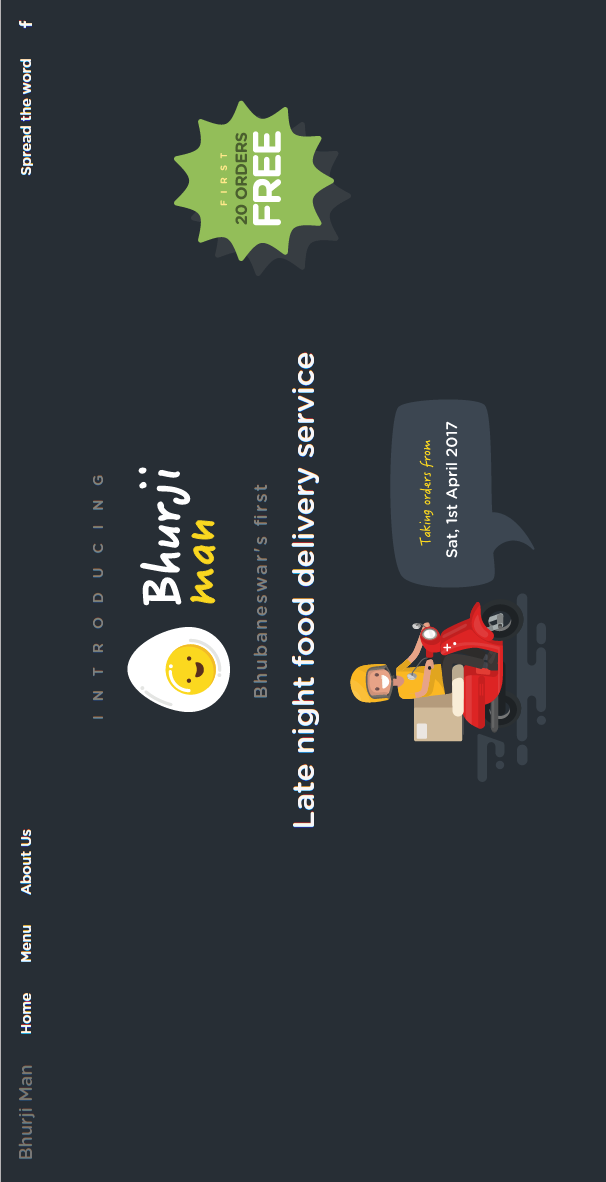 Bhurji Man Home Menu About Us Spread the word f
INTRODUCING
Bhurji
man
Bhubaneswar's first
Late night food delivery service
FIRST
20 ORDERS
FREE
Taking orders from
Sat, 1st April 2017